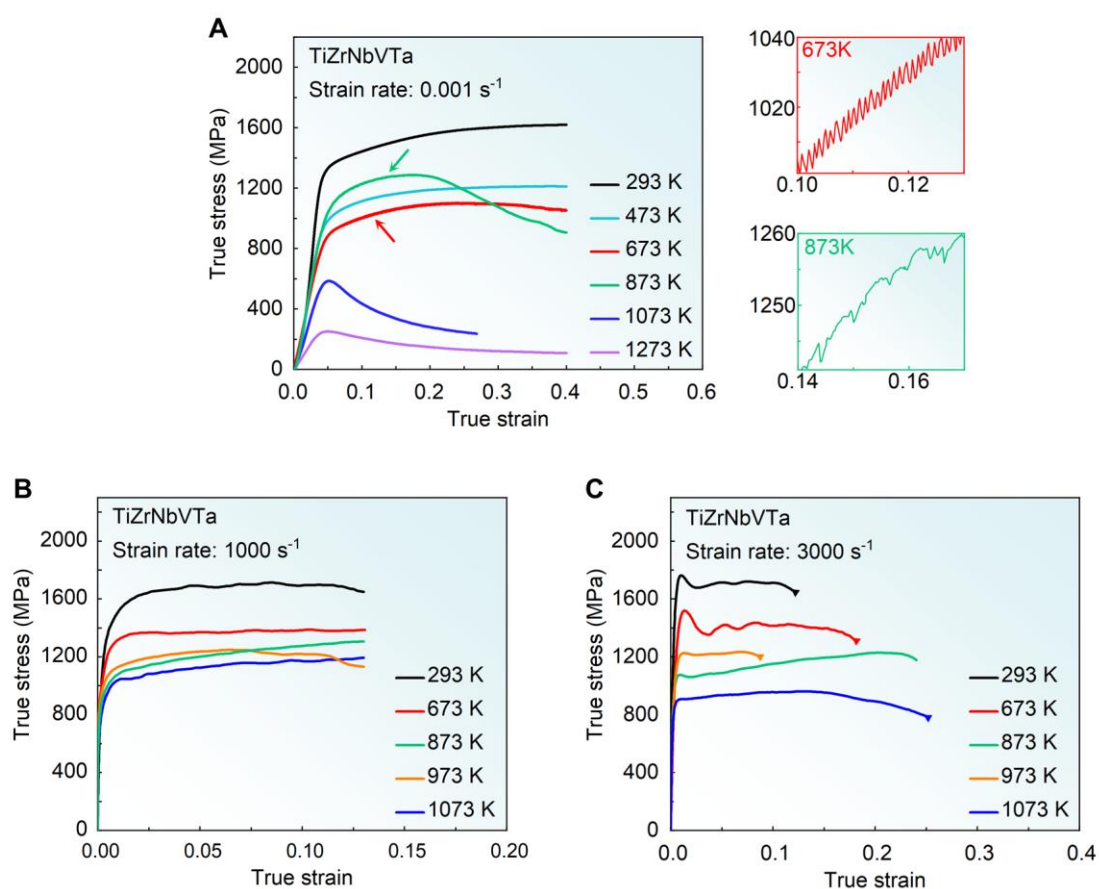 A
TiZrNbVTa
Strain rate: 0.001 s⁻¹
True stress (MPa)
2000
1600
1200
800
400
0
0.0 0.1 0.2 0.3 0.4 0.5 0.6
True strain
293 K
473 K
673 K
873 K
1073 K
1273 K
673K
1040
1020
0.10 0.12
873K
1260
1250
0.14 0.16
B
TiZrNbVTa
Strain rate: 1000 s⁻¹
True stress (MPa)
2000
1600
1200
800
400
0
0.00 0.05 0.10 0.15 0.20
True strain
293 K
673 K
873 K
973 K
1073 K
C
TiZrNbVTa
Strain rate: 3000 s⁻¹
True stress (MPa)
2000
1600
1200
800
400
0
0.0 0.1 0.2 0.3 0.4
True strain
293 K
673 K
873 K
973 K
1073 K